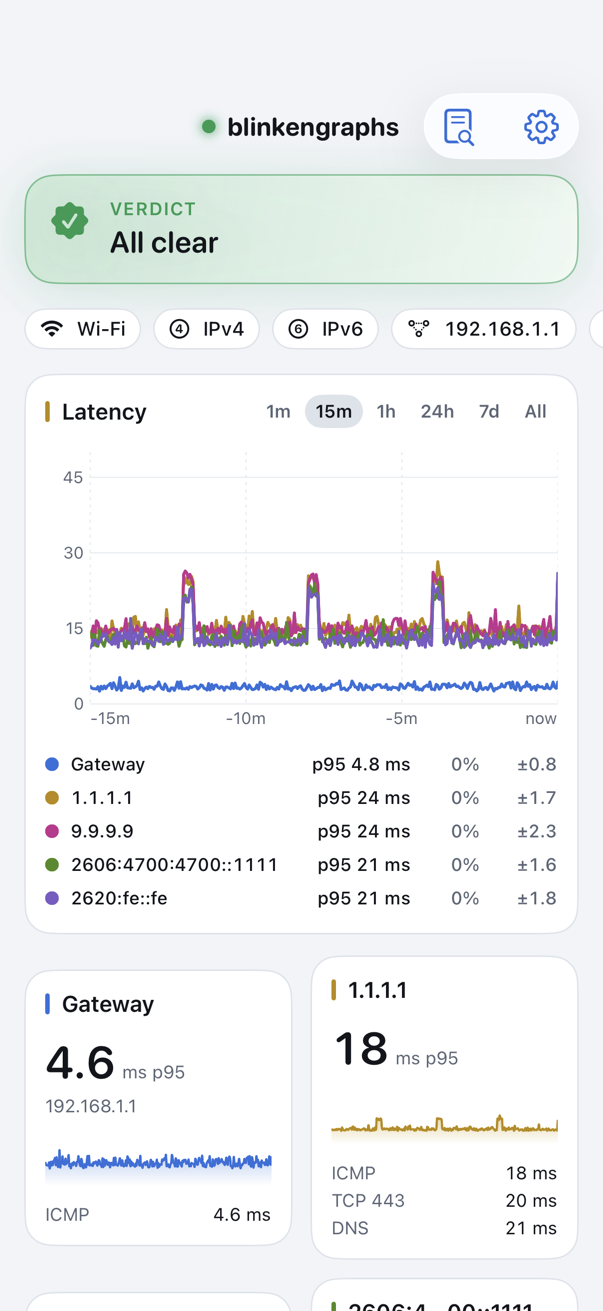 blinkengraphs
VERDICT
All clear
Wi-Fi 4 IPv4 6 IPv6 192.168.1.1
Latency 1m 15m 1h 24h 7d All
45
30
15
0
-15m -10m -5m now
Gateway p95 4.8 ms 0% ±0.8
1.1.1.1 p95 24 ms 0% ±1.7
9.9.9.9 p95 24 ms 0% ±2.3
2606:4700:4700::1111 p95 21 ms 0% ±1.6
2620:fe::fe p95 21 ms 0% ±1.8
Gateway
4.6 ms p95
192.168.1.1
ICMP 4.6 ms
1.1.1.1
18 ms p95
ICMP 18 ms
TCP 443 20 ms
DNS 21 ms